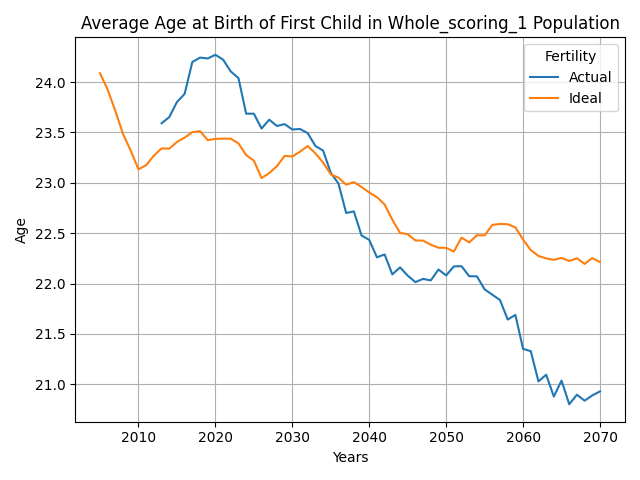 Average Age at Birth of First Child in Whole_scoring_1 Population
Fertility
Actual
Ideal
Age
24.0
23.5
23.0
22.5
22.0
21.5
21.0
2010 2020 2030 2040 2050 2060 2070
Years